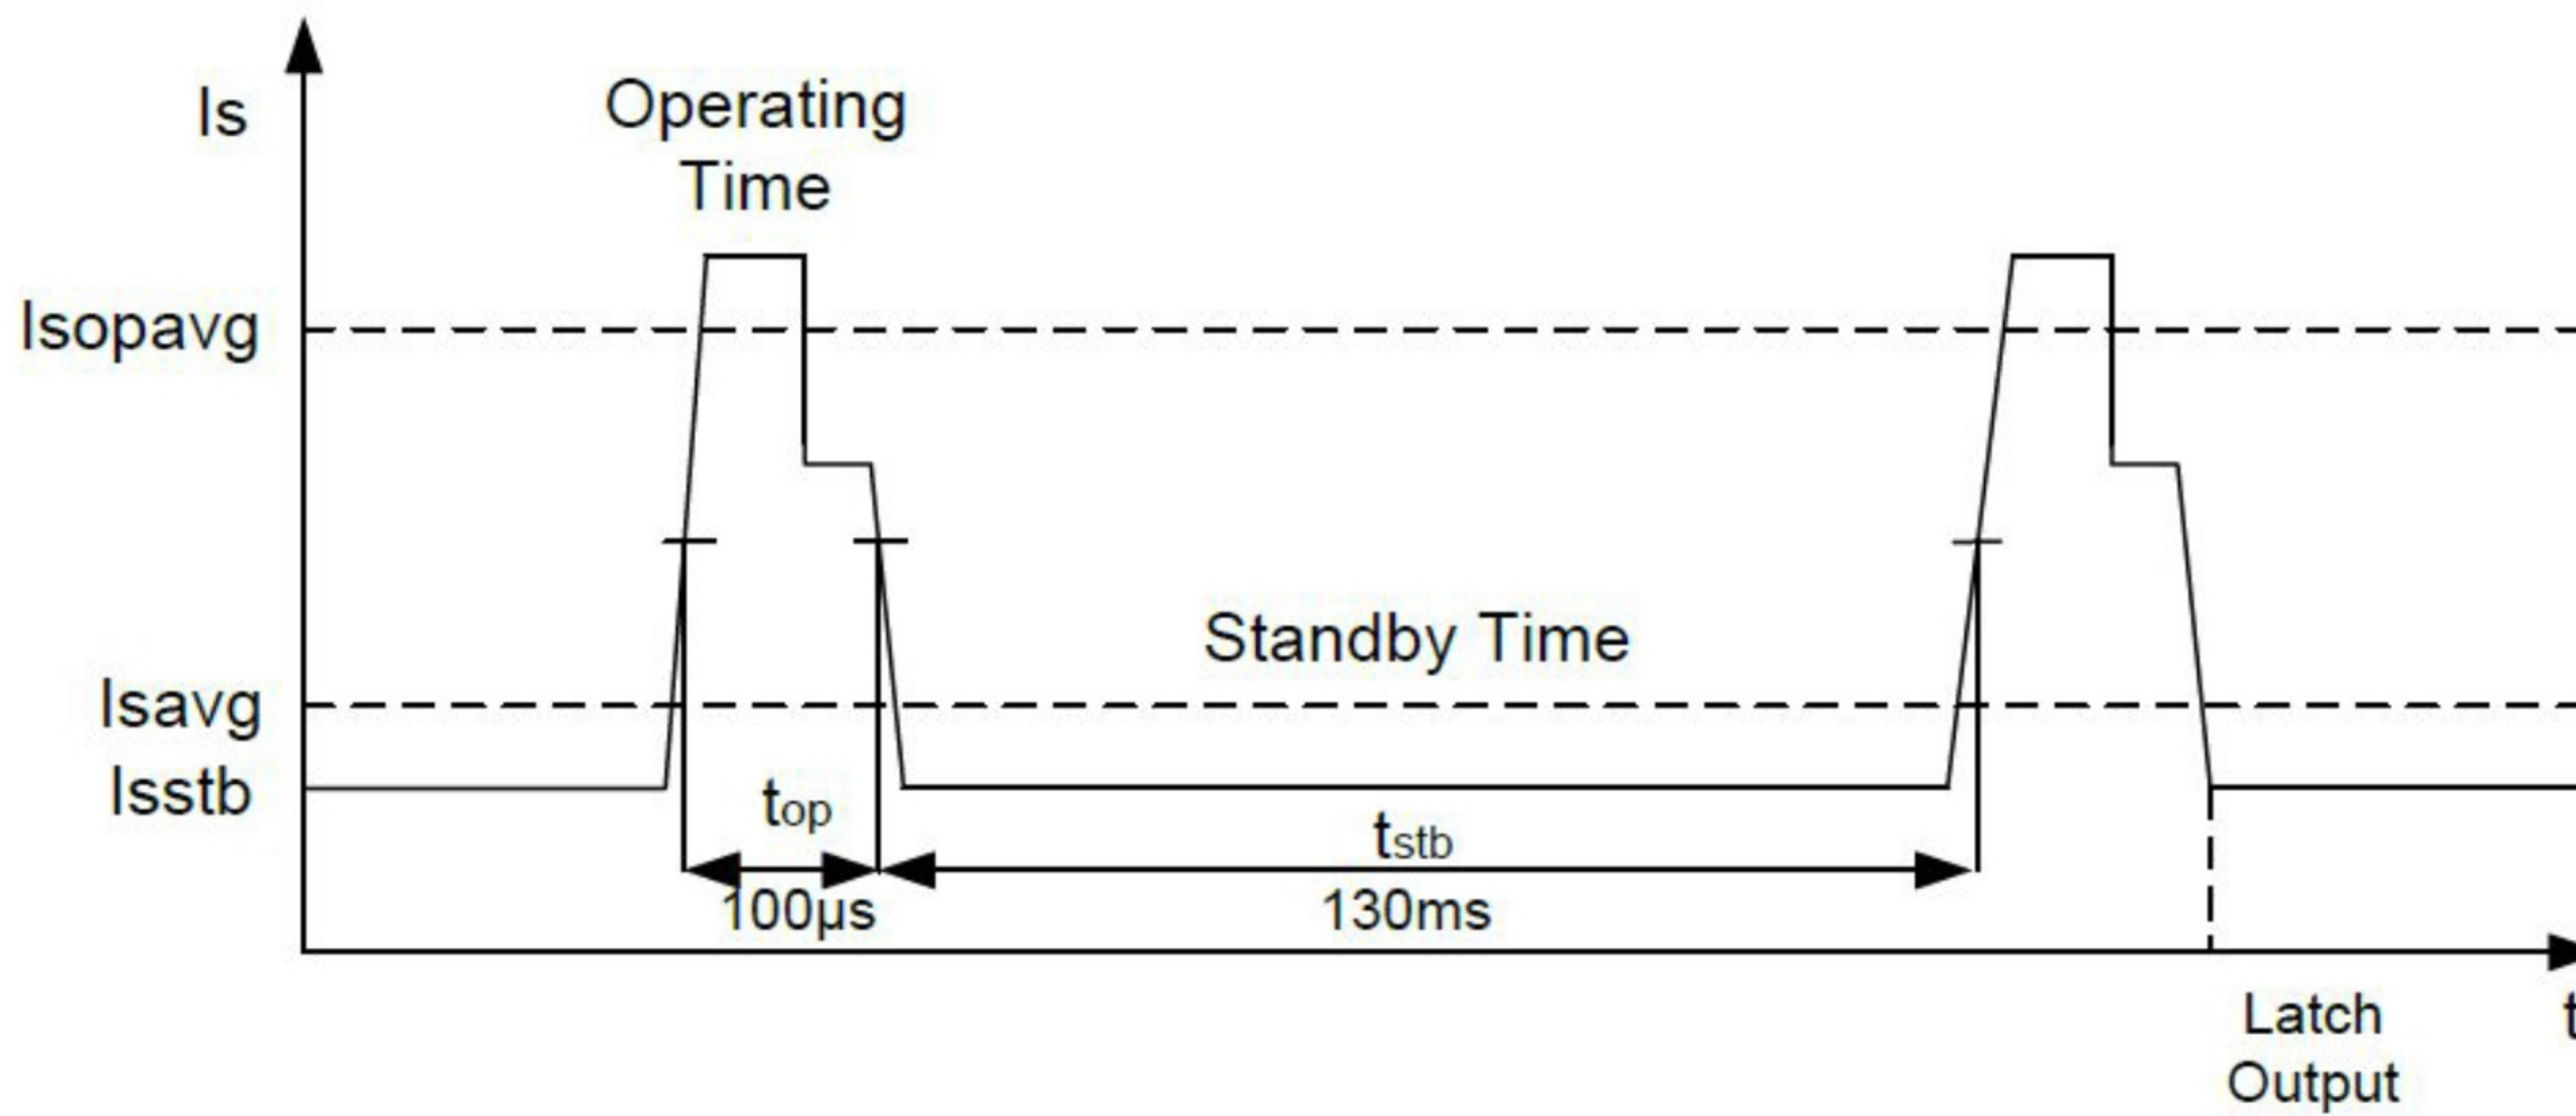 Is
Operating
Time
Isopavg
Standby Time
Isavg
Isstb
top
tstb
100µs
130ms
Latch
Output
t